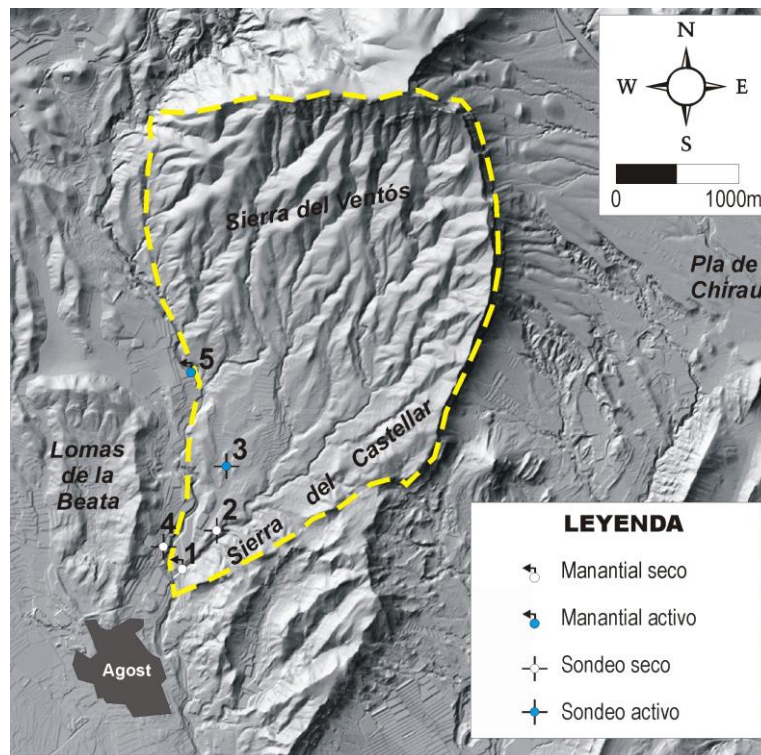 N
W E
S
0 1000m
Sierra del Ventós
Pla de
Chirau
5
Lomas
de la
Beata
3
Sierra del Castellar
2
4
1
Agost
LEYENDA
Manantial seco
Manantial activo
Sondeo seco
Sondeo activo